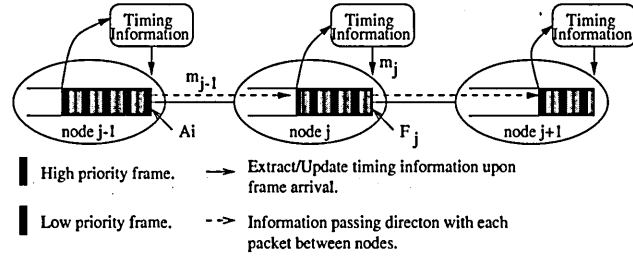 Timing
Information
Timing
Information
Timing
Information
m j-1
m j
node j-1
Ai
node j
F j
node j+1
High priority frame.
Extract/Update timing information upon
frame arrival.
Low priority frame.
Information passing directon with each
packet between nodes.